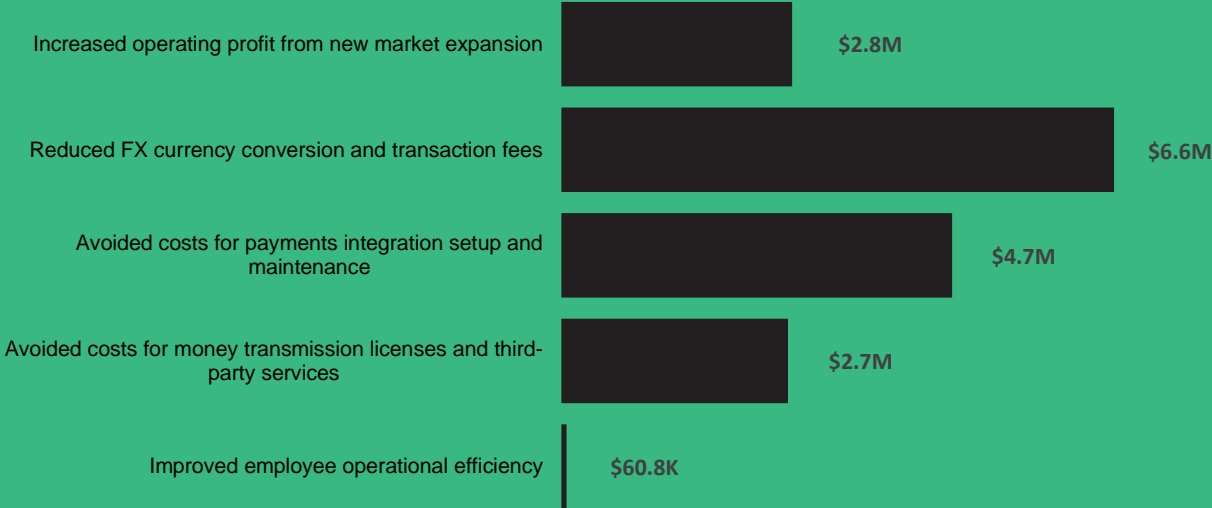 Increased operating profit from new market expansion
$2.8M
Reduced FX currency conversion and transaction fees
$6.6M
Avoided costs for payments integration setup and
maintenance
$4.7M
Avoided costs for money transmission licenses and third-
party services
$2.7M
Improved employee operational efficiency
$60.8K